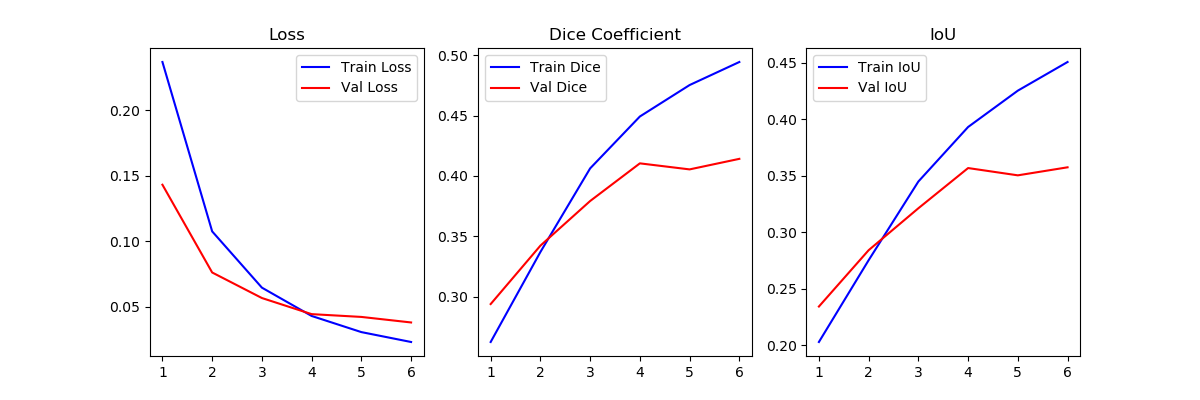 Loss
Train Loss
Val Loss
0.20
0.15
0.10
0.05
1 2 3 4 5 6
Dice Coefficient
Train Dice
Val Dice
0.50
0.45
0.40
0.35
0.30
1 2 3 4 5 6
IoU
Train IoU
Val IoU
0.45
0.40
0.35
0.30
0.25
0.20
1 2 3 4 5 6